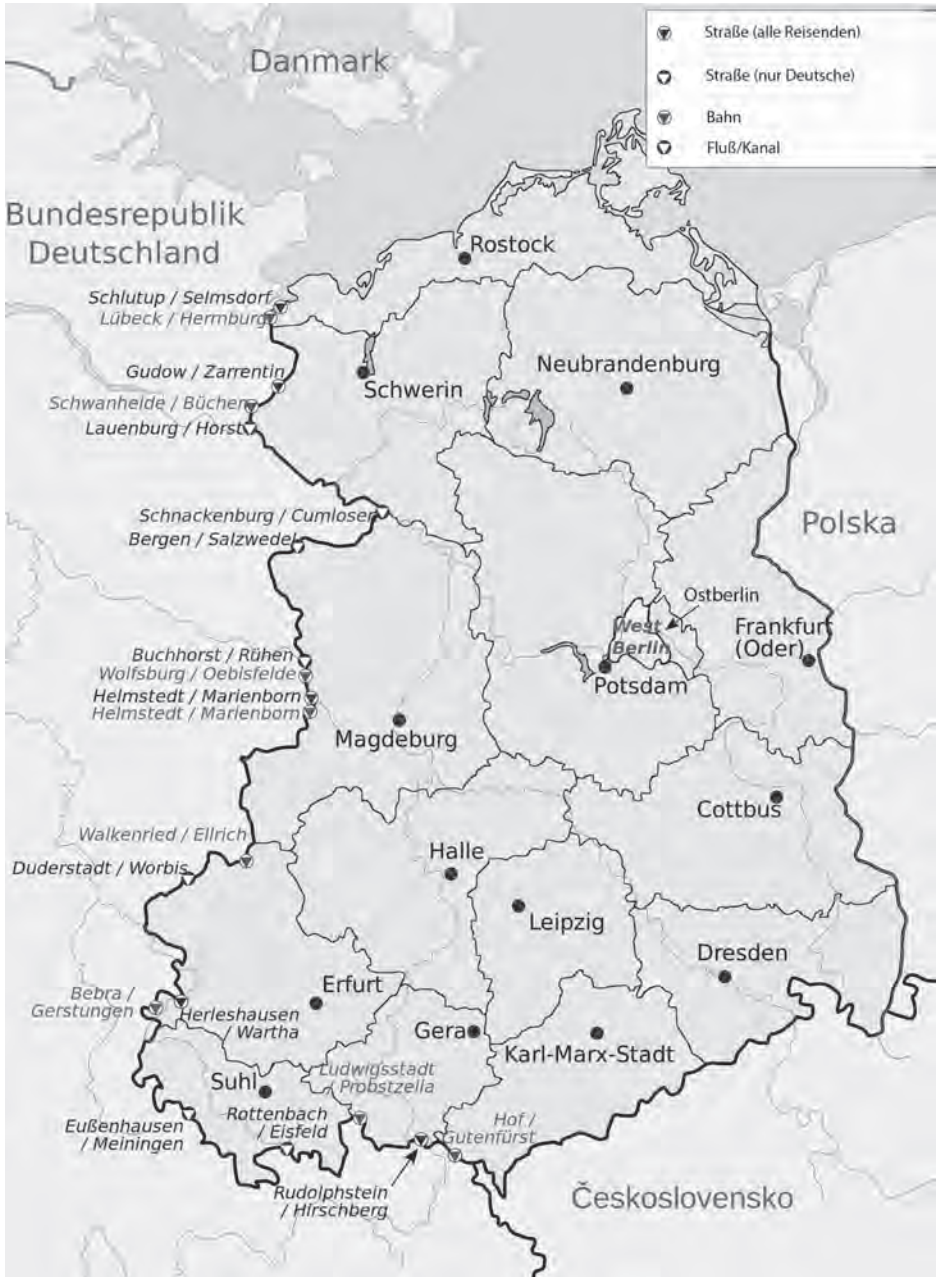 Straße (alle Reisenden)
Straße (nur Deutsche)
Bahn
Fluß/Kanal
Danmark
Bundesrepublik
Deutschland
Rostock
Schlutup / Selmsdorf
Lübeck / Herrnburg
Neubrandenburg
Gudow / Zarrentin
Schwerin
Schwanheide / Büchen
Lauenburg / Horst
Schnackenburg / Cumlosen
Polska
Bergen / Salzwedel
Ostberlin
West
Berlin
Frankfurt
(Oder)
Buchhorst / Rühen
Wolfsburg / Oebisfelde
Potsdam
Helmstedt / Marienborn
Helmstedt / Marienborn
Magdeburg
Cottbus
Walkenried / Ellrich
Halle
Duderstadt / Worbis
Leipzig
Dresden
Erfurt
Bebra /
Gerstungen
Herleshausen
/ Wartha
Gera
Karl-Marx-Stadt
Ludwigsstadt
/ Probstzella
Suhl
Rottenbach
/ Eisfeld
Hof /
Gutenfürst
Eußenhausen
/ Meiningen
Rudolphstein
/ Hirschberg
Československo